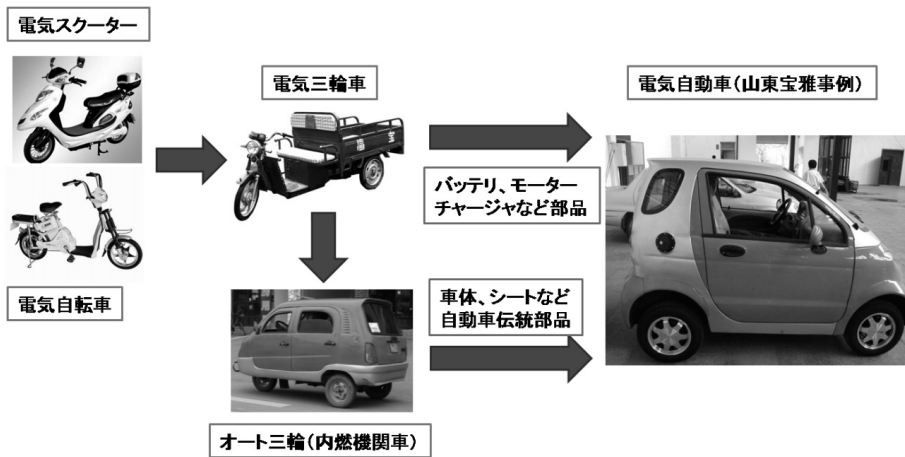 電気スクーター
電気三輪車
電気自動車(山東宝雅事例)
バッテリ、モーター
チャージャなど部品
電気自転車
車体、シートなど
自動車伝統部品
オート三輪(内燃機関車)